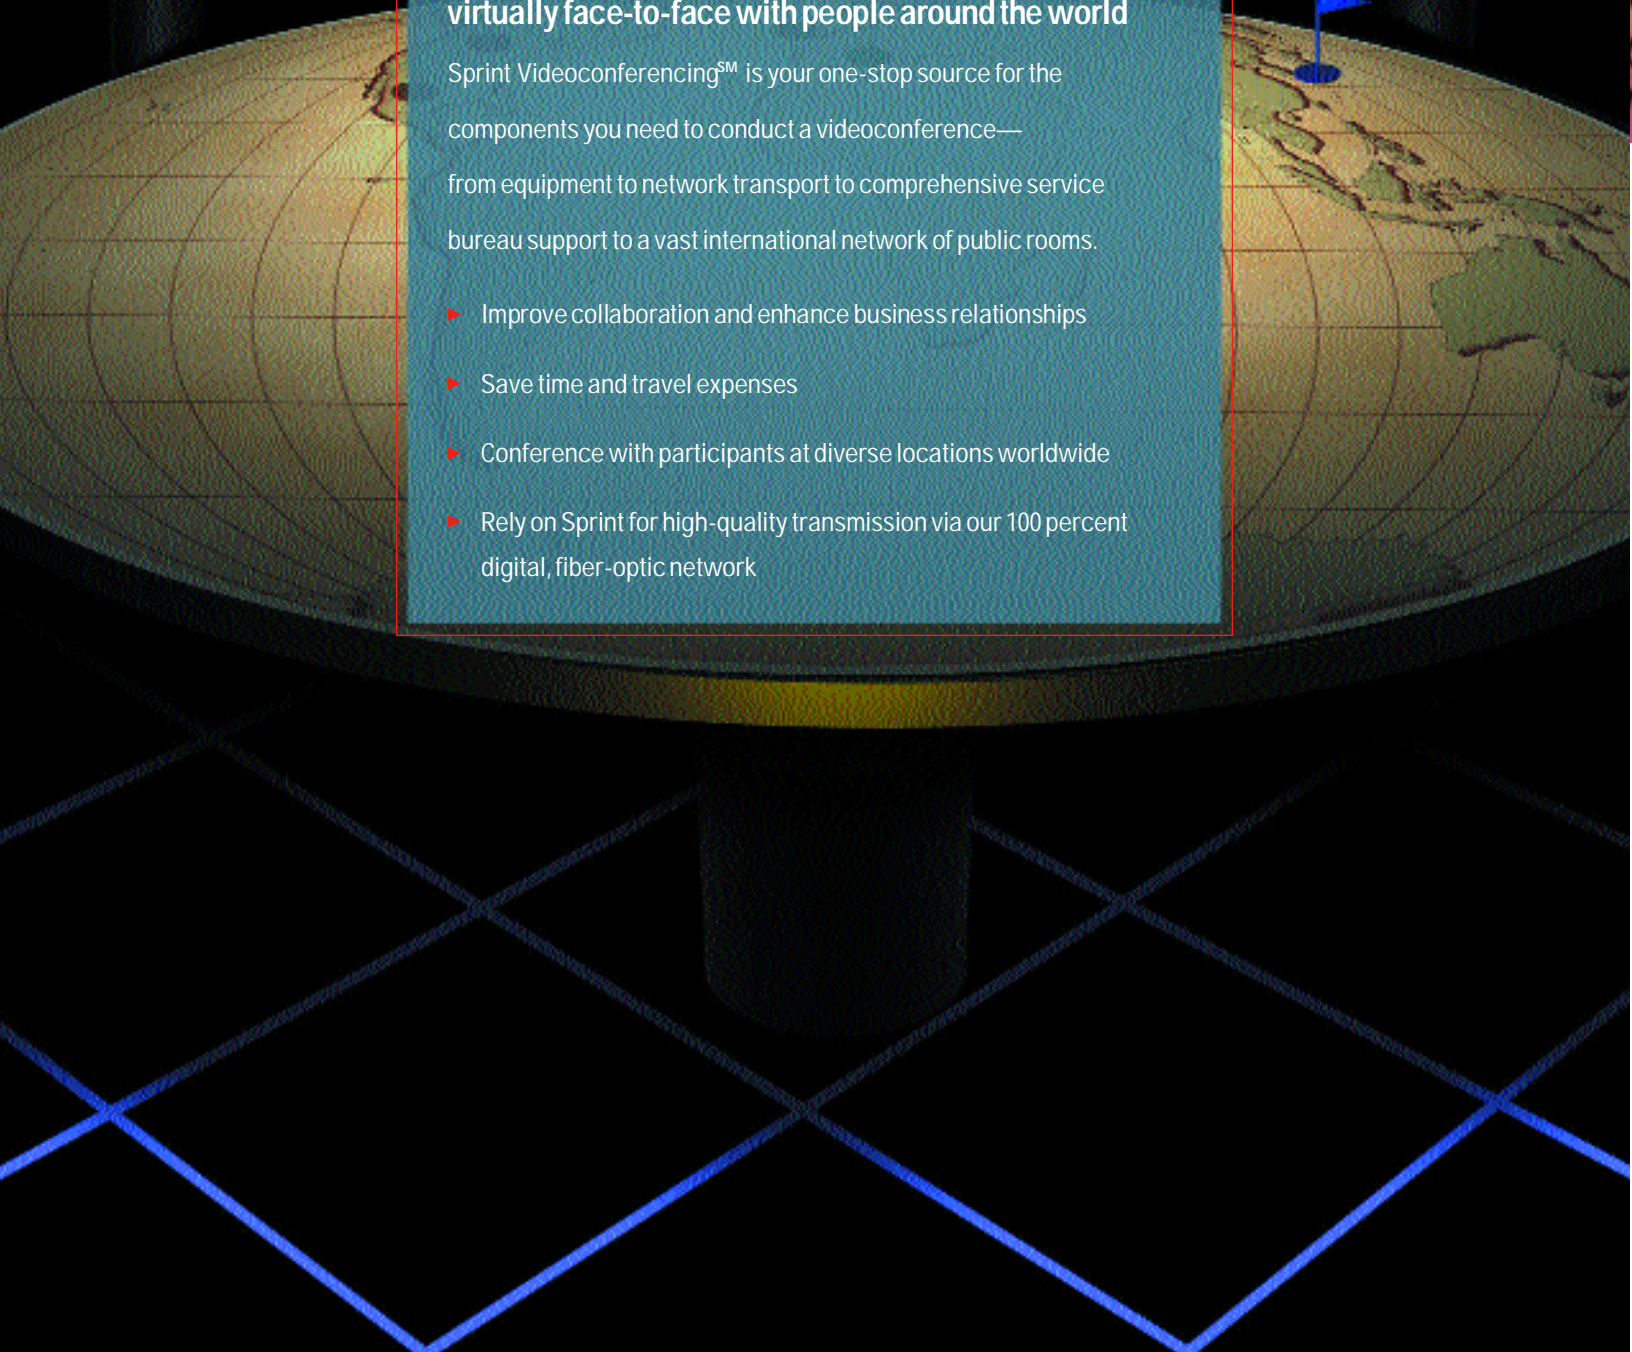 virtually face-to-face with people around the world
Sprint Videoconferencing℠ is your one-stop source for the
components you need to conduct a videoconference—
from equipment to network transport to comprehensive service
bureau support to a vast international network of public rooms.
Improve collaboration and enhance business relationships
Save time and travel expenses
Conference with participants at diverse locations worldwide
Rely on Sprint for high-quality transmission via our 100 percent
digital, fiber-optic network